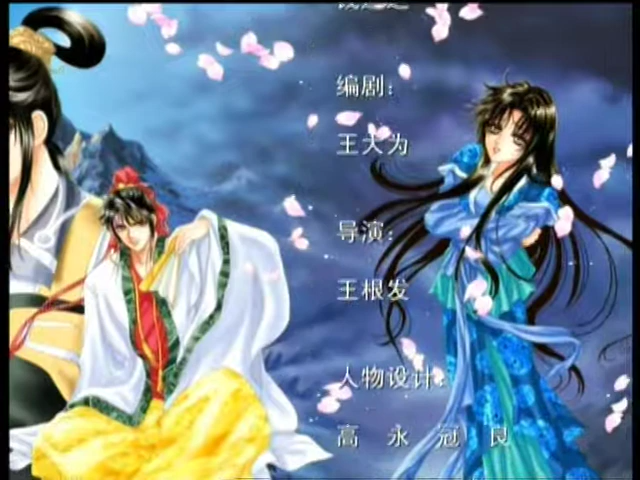 编剧：
王大为
导演：
王根发
人物设计：
高 永 冠 良